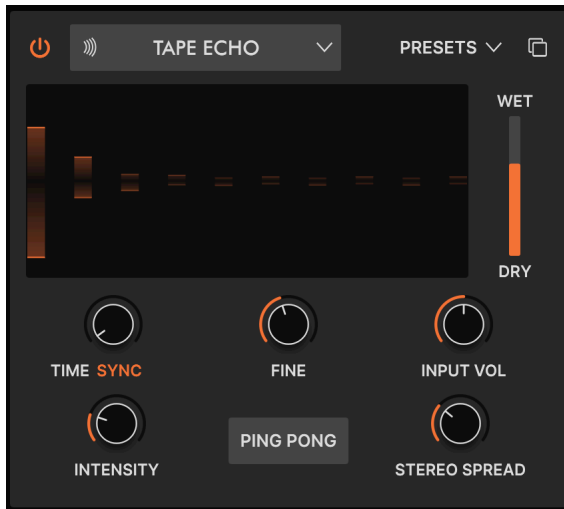 TAPE ECHO
PRESETS
WET
DRY
TIME SYNC
FINE
INPUT VOL
INTENSITY
PING PONG
STEREO SPREAD